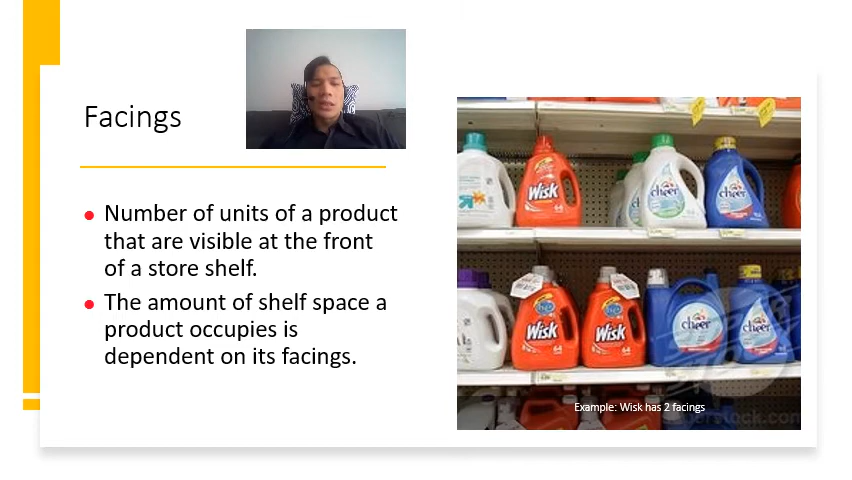 Facings
Number of units of a product
that are visible at the front
of a store shelf.
The amount of shelf space a
product occupies is
dependent on its facings.
Wisk
cheer
cheer
Wisk
Wisk
cheer
cheer
Example: Wisk has 2 facings